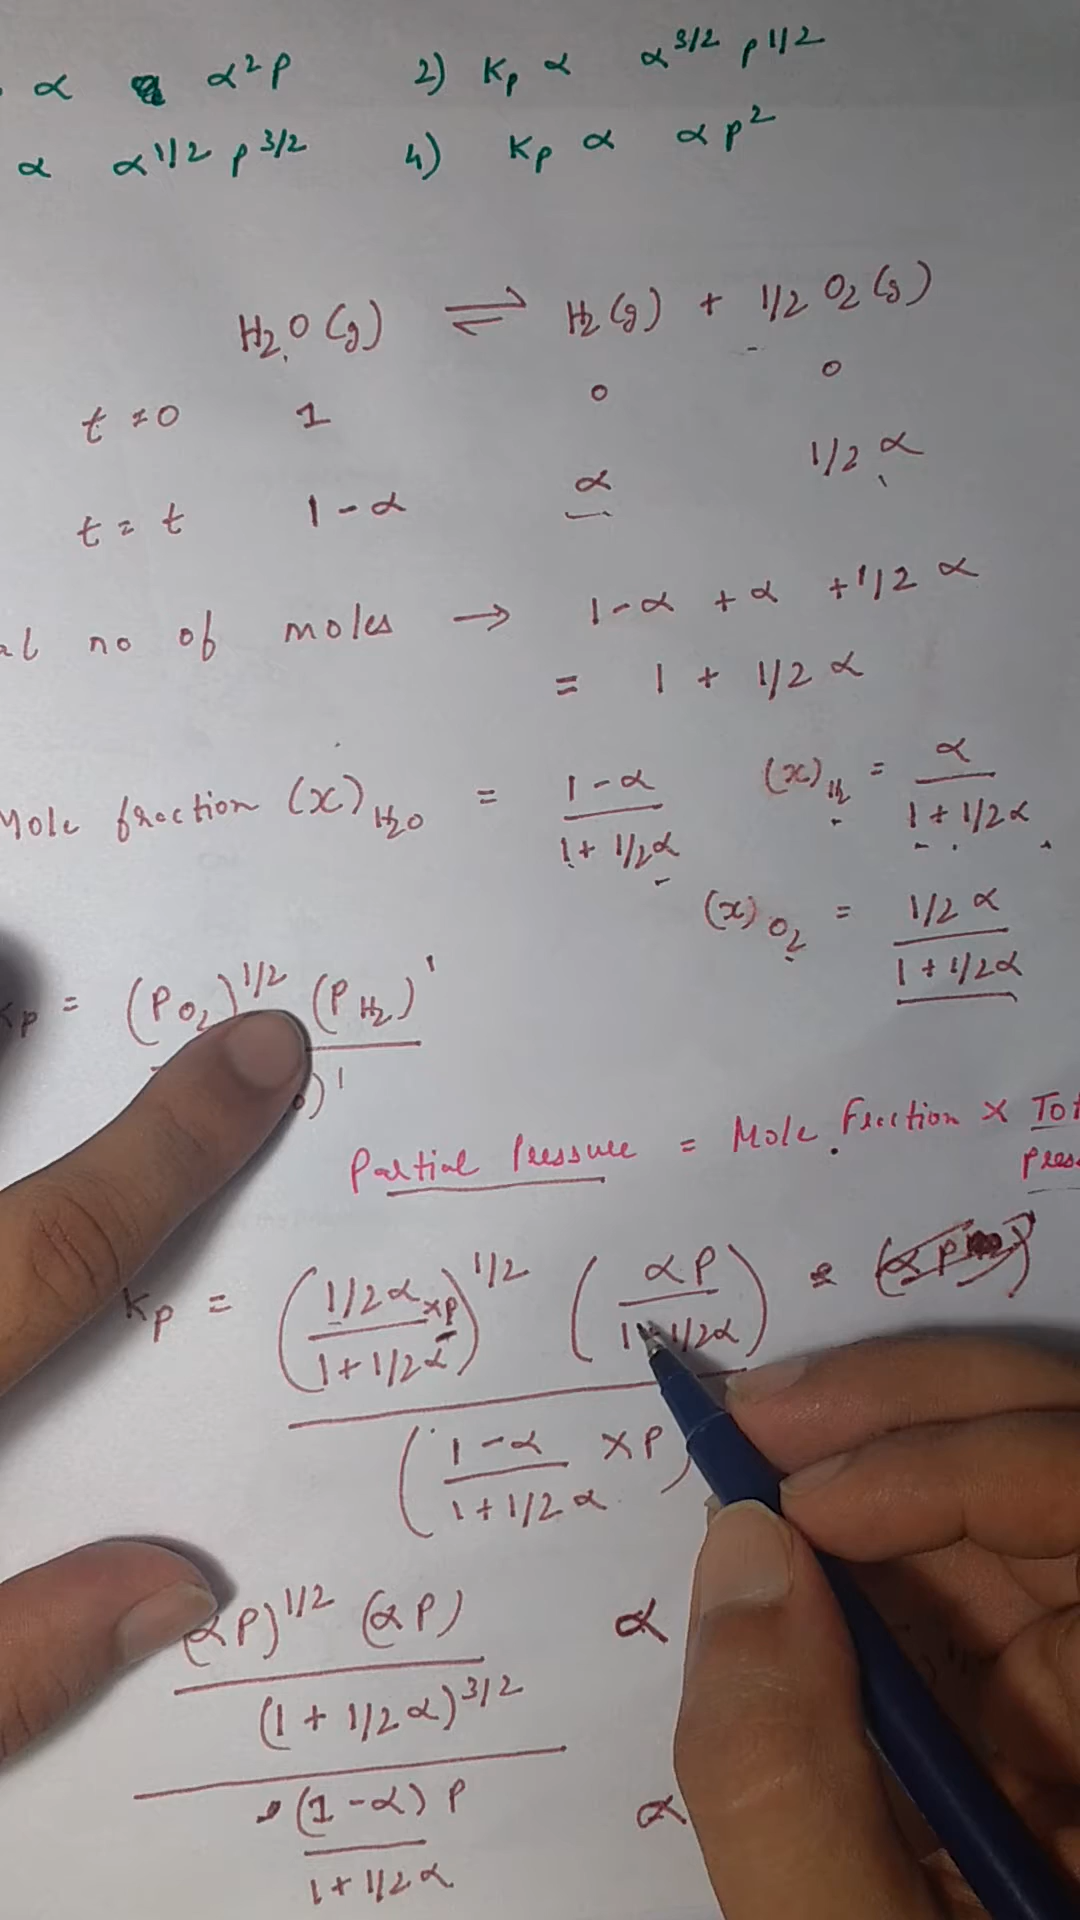 α α²P 2) Kp α α^3/2 P^1/2
α α^1/2 P^3/2 4) Kp α α P²
H₂O(g) ⇌ H₂(g) + 1/2 O₂(g)
t=0 1 0 0
t=t 1-α α 1/2 α
no of moles → 1-α + α + 1/2 α
= 1 + 1/2 α
Mole fraction (x)H₂O = (1-α)/(1+1/2α) (x)H₂ = α/(1+1/2α)
(x)O₂ = (1/2 α)/(1+1/2α)
Kp = (PO₂)^1/2 (PH₂)^1 / )^1
Partial Pressure = Mole Fraction ×
Kp = ((1/2α ×P)/(1+1/2α))^1/2 (αP/(1+1/2α)) / ((1-α)/(1+1/2α) ×P)
(αP)^1/2 (αP) α
(1+1/2α)^3/2
(1-α) P α
1+1/2α